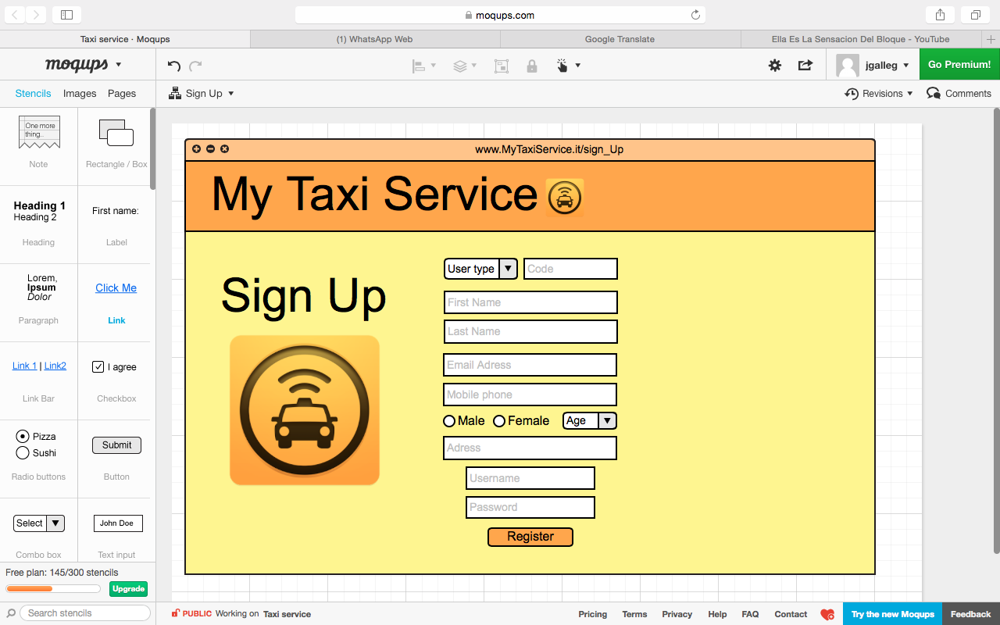 moqups.com
Taxi service · Moqups
(1) WhatsApp Web
Google Translate
Ella Es La Sensacion Del Bloque - YouTube
moqups
jgalleg
Go Premium!
Stencils Images Pages
Sign Up
Revisions
Comments
One more
thing..
Note
Rectangle / Box
Heading 1
Heading 2
Heading
First name:
Label
Lorem,
Ipsum
Dolor
Paragraph
Click Me
Link
Link 1 | Link2
Link Bar
I agree
Checkbox
Pizza
Sushi
Radio buttons
Submit
Button
Select
Combo box
John Doe
Text input
Free plan: 145/300 stencils
Upgrade
Search stencils
www.MyTaxiService.it/sign_Up
My Taxi Service
Sign Up
User type
Code
First Name
Last Name
Email Adress
Mobile phone
Male Female Age
Adress
Username
Password
Register
PUBLIC Working on Taxi service
Pricing Terms Privacy Help FAQ Contact
Try the new Moqups
Feedback